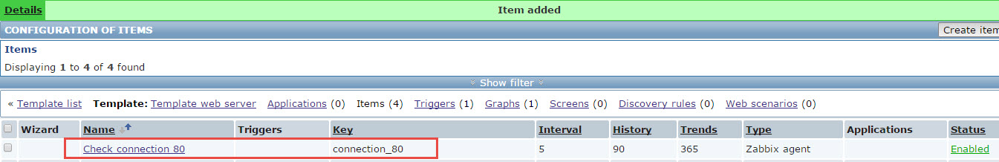 Details Item added
CONFIGURATION OF ITEMS Create item
Items
Displaying 1 to 4 of 4 found
Show filter
« Template list Template: Template web server Applications (0) Items (4) Triggers (1) Graphs (1) Screens (0) Discovery rules (0) Web scenarios (0)
Wizard Name Triggers Key Interval History Trends Type Applications Status
Check connection 80 connection_80 5 90 365 Zabbix agent Enabled